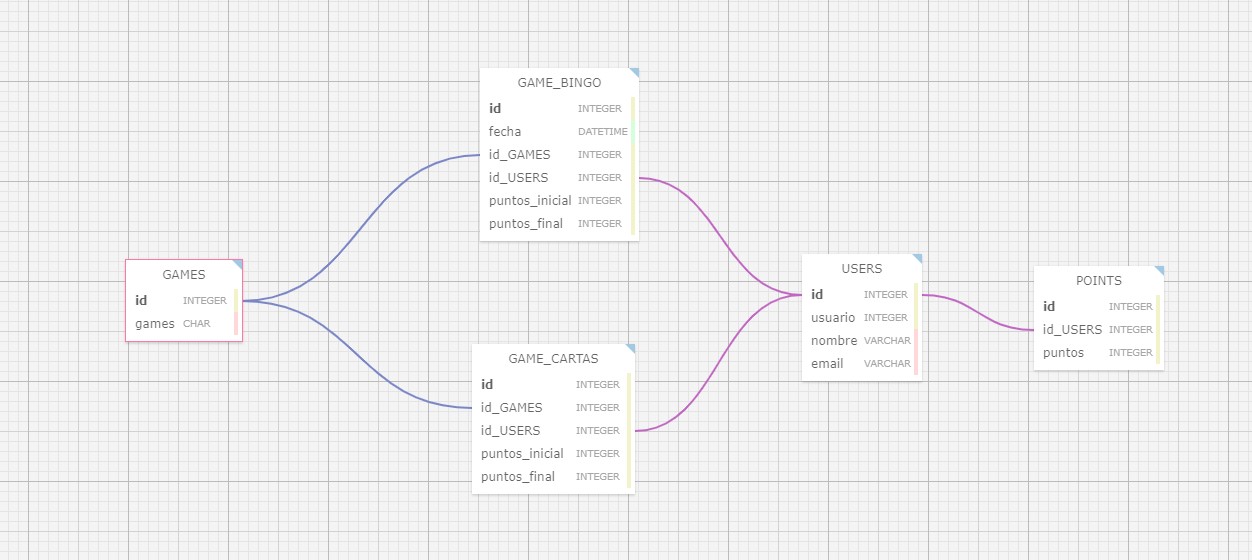 GAME_BINGO
id INTEGER
fecha DATETIME
id_GAMES INTEGER
id_USERS INTEGER
puntos_inicial INTEGER
puntos_final INTEGER
GAMES
id INTEGER
games CHAR
GAME_CARTAS
id INTEGER
id_GAMES INTEGER
id_USERS INTEGER
puntos_inicial INTEGER
puntos_final INTEGER
USERS
id INTEGER
usuario INTEGER
nombre VARCHAR
email VARCHAR
POINTS
id INTEGER
id_USERS INTEGER
puntos INTEGER